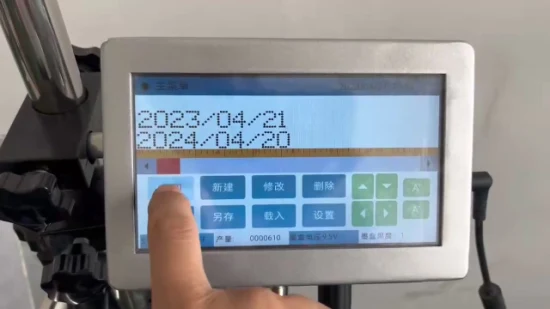 主菜单
2023/04/21
2024/04/20
新建 修改 删除
另存 载入 设置
产量 0000610